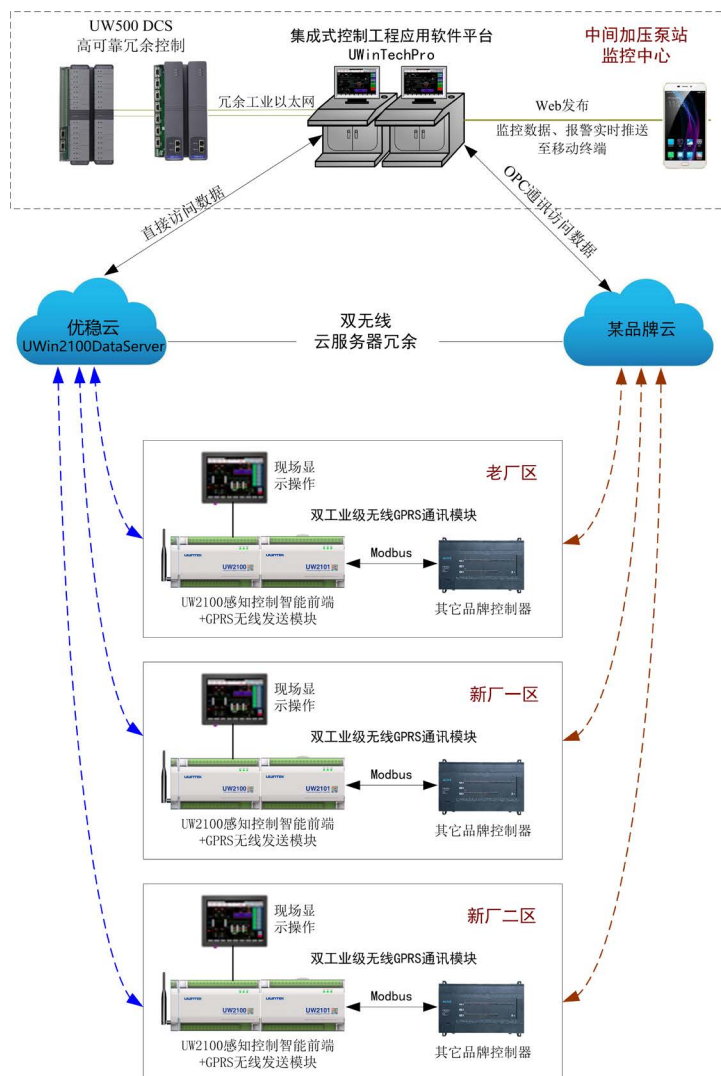 UW500 DCS
高可靠冗余控制
集成式控制工程应用软件平台
UWinTechPro
中间加压泵站
监控中心
冗余工业以太网
Web发布
监控数据、报警实时推送
至移动终端
直接访问数据
OPC通讯访问数据
优稳云
UWin2100DataServer
双无线
云服务器冗余
某品牌云
现场显
示操作
老厂区
双工业级无线GPRS通讯模块
UWNTEK
UW2100
UW2101
Modbus
UW2100感知控制智能前端
+GPRS无线发送模块
其它品牌控制器
现场显
示操作
新厂一区
双工业级无线GPRS通讯模块
UWNTEK
UW2100
UW2101
Modbus
UW2100感知控制智能前端
+GPRS无线发送模块
其它品牌控制器
现场显
示操作
新厂二区
双工业级无线GPRS通讯模块
UWNTEK
UW2100
UW2101
Modbus
UW2100感知控制智能前端
+GPRS无线发送模块
其它品牌控制器